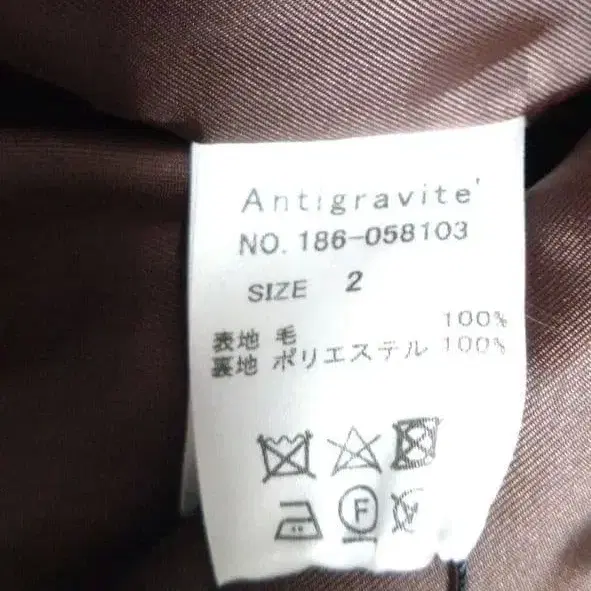 Antigravite'
NO. 186-058103
SIZE 2
表地 毛 100%
裏地 ポリエステル 100%
F